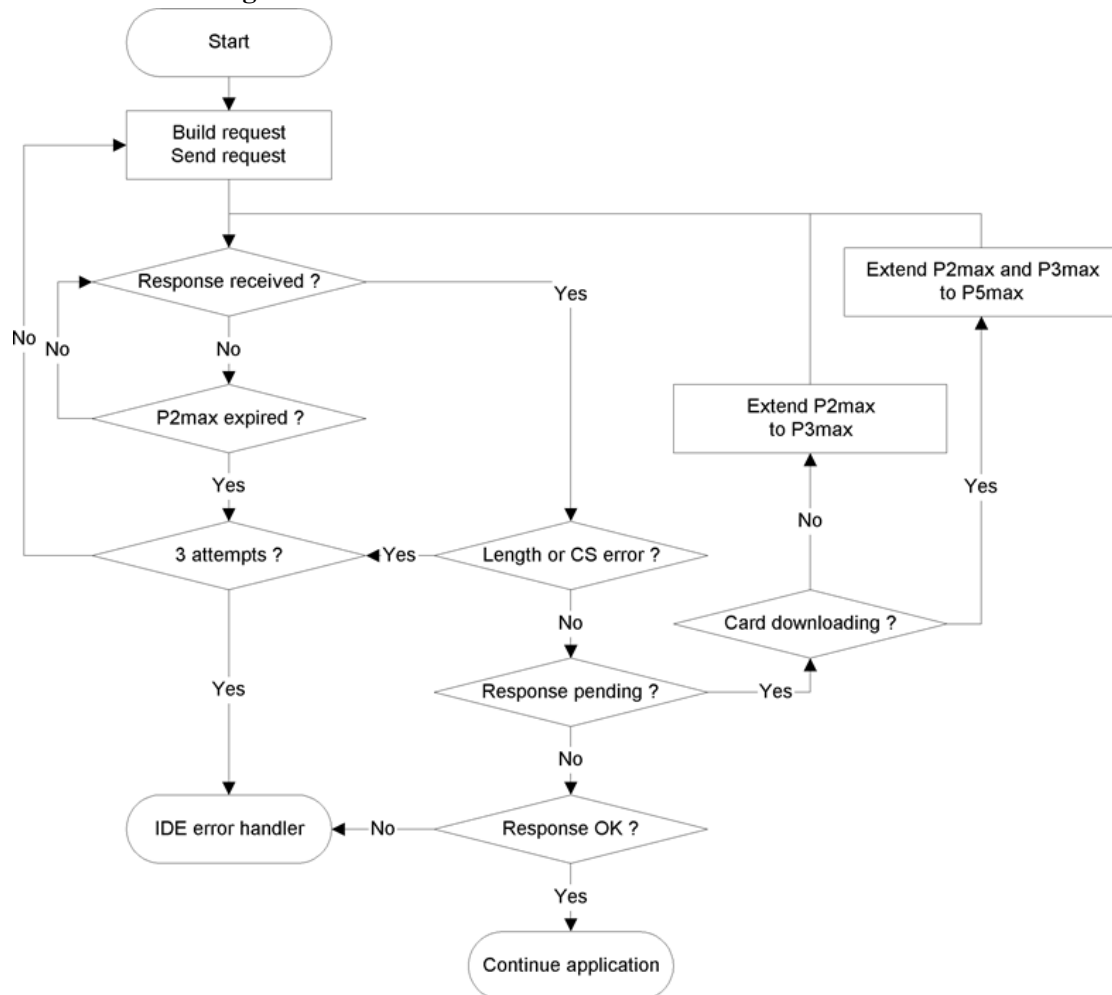 Start
Build request
Send request
Response received ?
Yes
Extend P2max and P3max
to P5max
No
No
No
P2max expired ?
Extend P2max
to P3max
Yes
Yes
No
3 attempts ?
Yes
Length or CS error ?
No
Card downloading ?
Yes
Response pending ?
Yes
No
IDE error handler
No
Response OK ?
Yes
Continue application